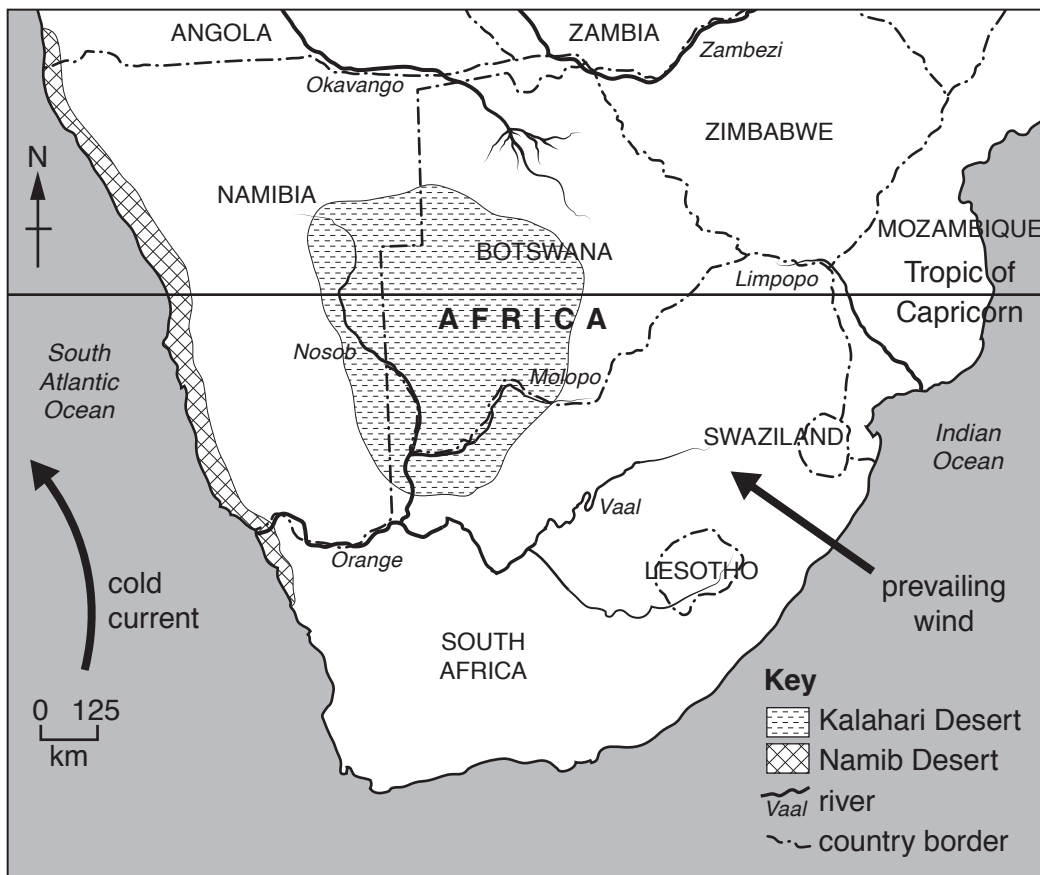 ANGOLA
ZAMBIA
Zambezi
Okavango
ZIMBABWE
N
NAMIBIA
MOZAMBIQUE
BOTSWANA
Limpopo
Tropic of
Capricorn
AFRICA
South
Atlantic
Ocean
Nosob
Molopo
SWAZILAND
Indian
Ocean
Vaal
Orange
LESOTHO
cold
current
prevailing
wind
SOUTH
AFRICA
0 125
km
Key
Kalahari Desert
Namib Desert
Vaal river
country border